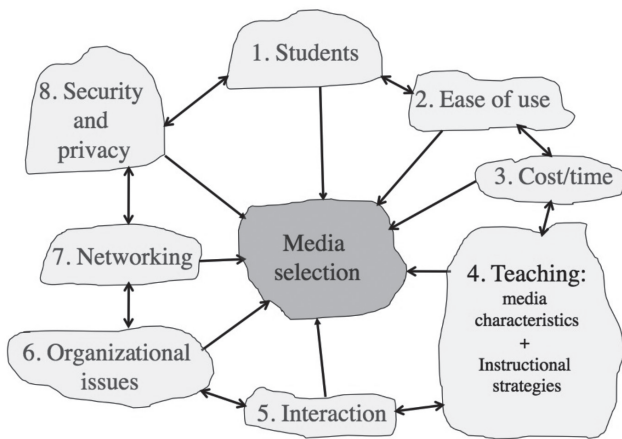 1. Students
2. Ease of use
3. Cost/time
4. Teaching:
media
characteristics
+
Instructional
strategies
5. Interaction
6. Organizational
issues
7. Networking
8. Security
and
privacy
Media
selection